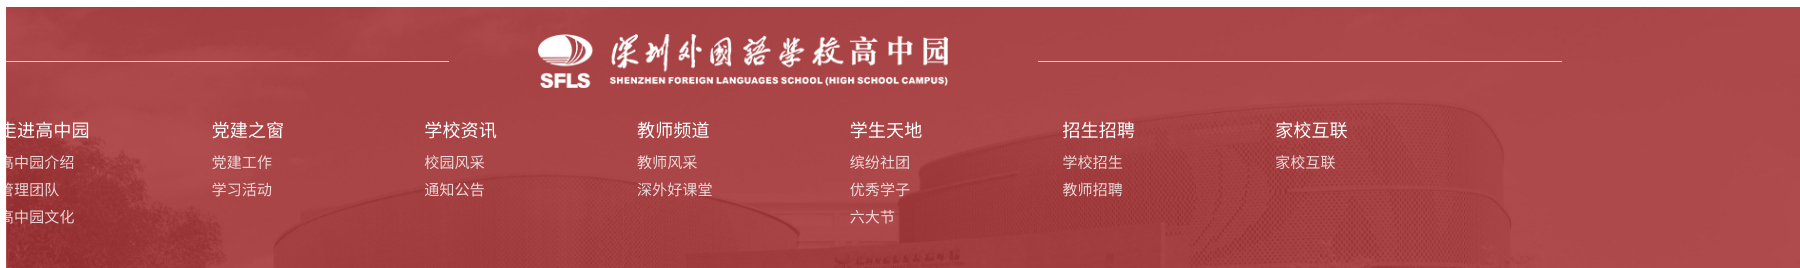 深圳外国語学校高中园
SFLS
SHENZHEN FOREIGN LANGUAGES SCHOOL (HIGH SCHOOL CAMPUS)
走进高中园
高中园介绍
管理团队
高中园文化
党建之窗
党建工作
学习活动
学校资讯
校园风采
通知公告
教师频道
教师风采
深外好课堂
学生天地
缤纷社团
优秀学子
六大节
招生招聘
学校招生
教师招聘
家校互联
家校互联